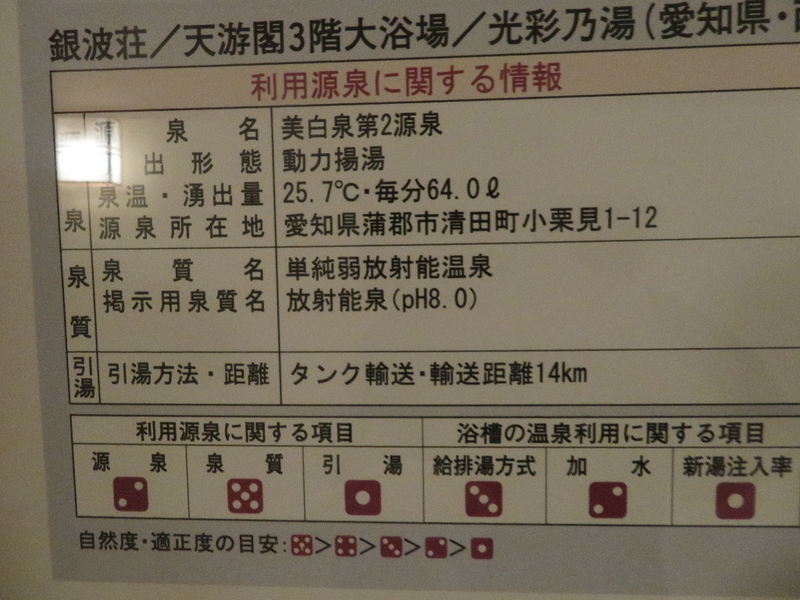 銀波荘／天游閣3階大浴場／光彩乃湯(愛知県・
利用源泉に関する情報
源 泉 名 美白泉第2源泉
出 形 態 動力揚湯
泉温・湧出量 25.7℃・毎分64.0ℓ
泉 源泉所在地 愛知県蒲郡市清田町小栗見1-12
泉質 泉 質 名 単純弱放射能温泉
掲示用泉質名 放射能泉(pH8.0)
引湯 引湯方法・距離 タンク輸送・輸送距離14km
利用源泉に関する項目 浴槽の温泉利用に関する項目
源 泉 泉 質 引 湯 給排湯方式 加 水 新湯注入率
自然度・適正度の目安: > > > >